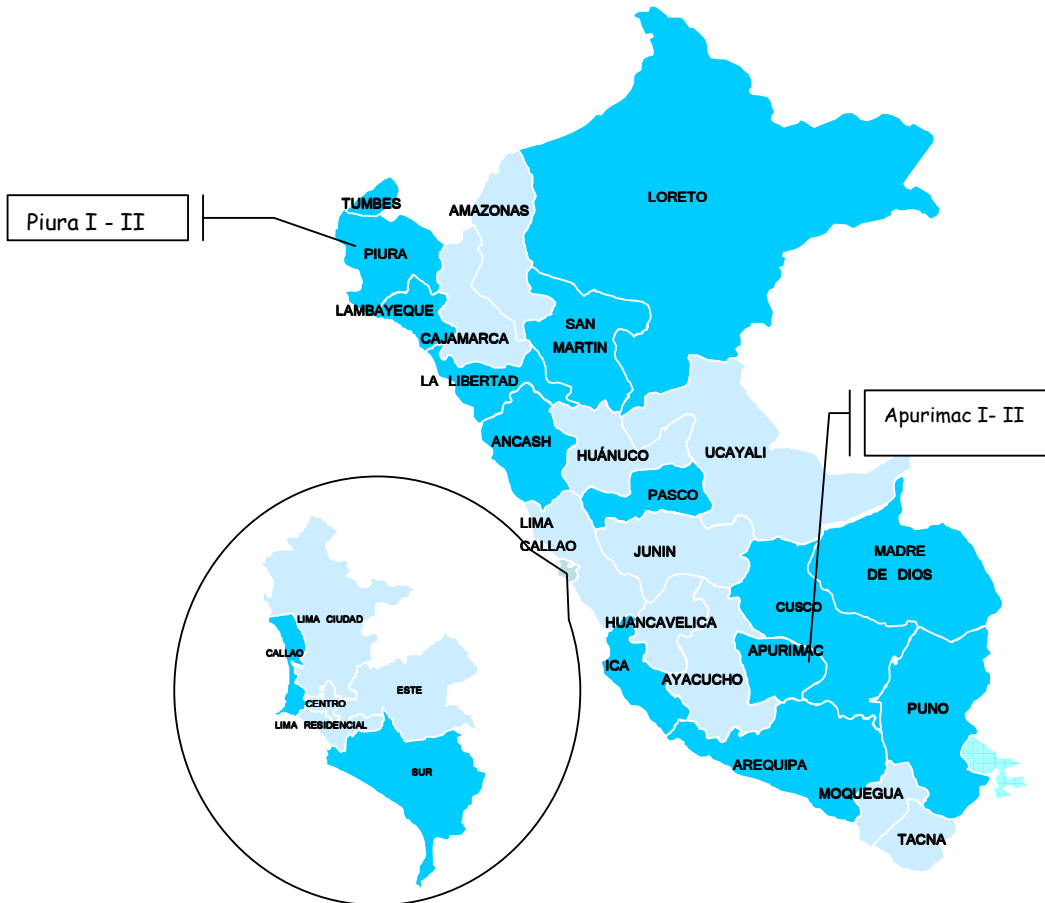 LORETO
TUMBES
AMAZONAS
Piura I - II
PIURA
LAMBAYEQUE
SAN
MARTIN
CAJAMARCA
LA LIBERTAD
Apurimac I- II
ANCASH
HUÁNUCO
UCAYALI
PASCO
LIMA
CALLAO
JUNIN
MADRE
DE DIOS
CUSCO
HUANCAVELICA
APURIMAC
ICA
AYACUCHO
PUNO
AREQUIPA
MOQUEGUA
TACNA
LIMA CIUDAD
CALLAO
ESTE
CENTRO
LIMA RESIDENCIAL
SUR